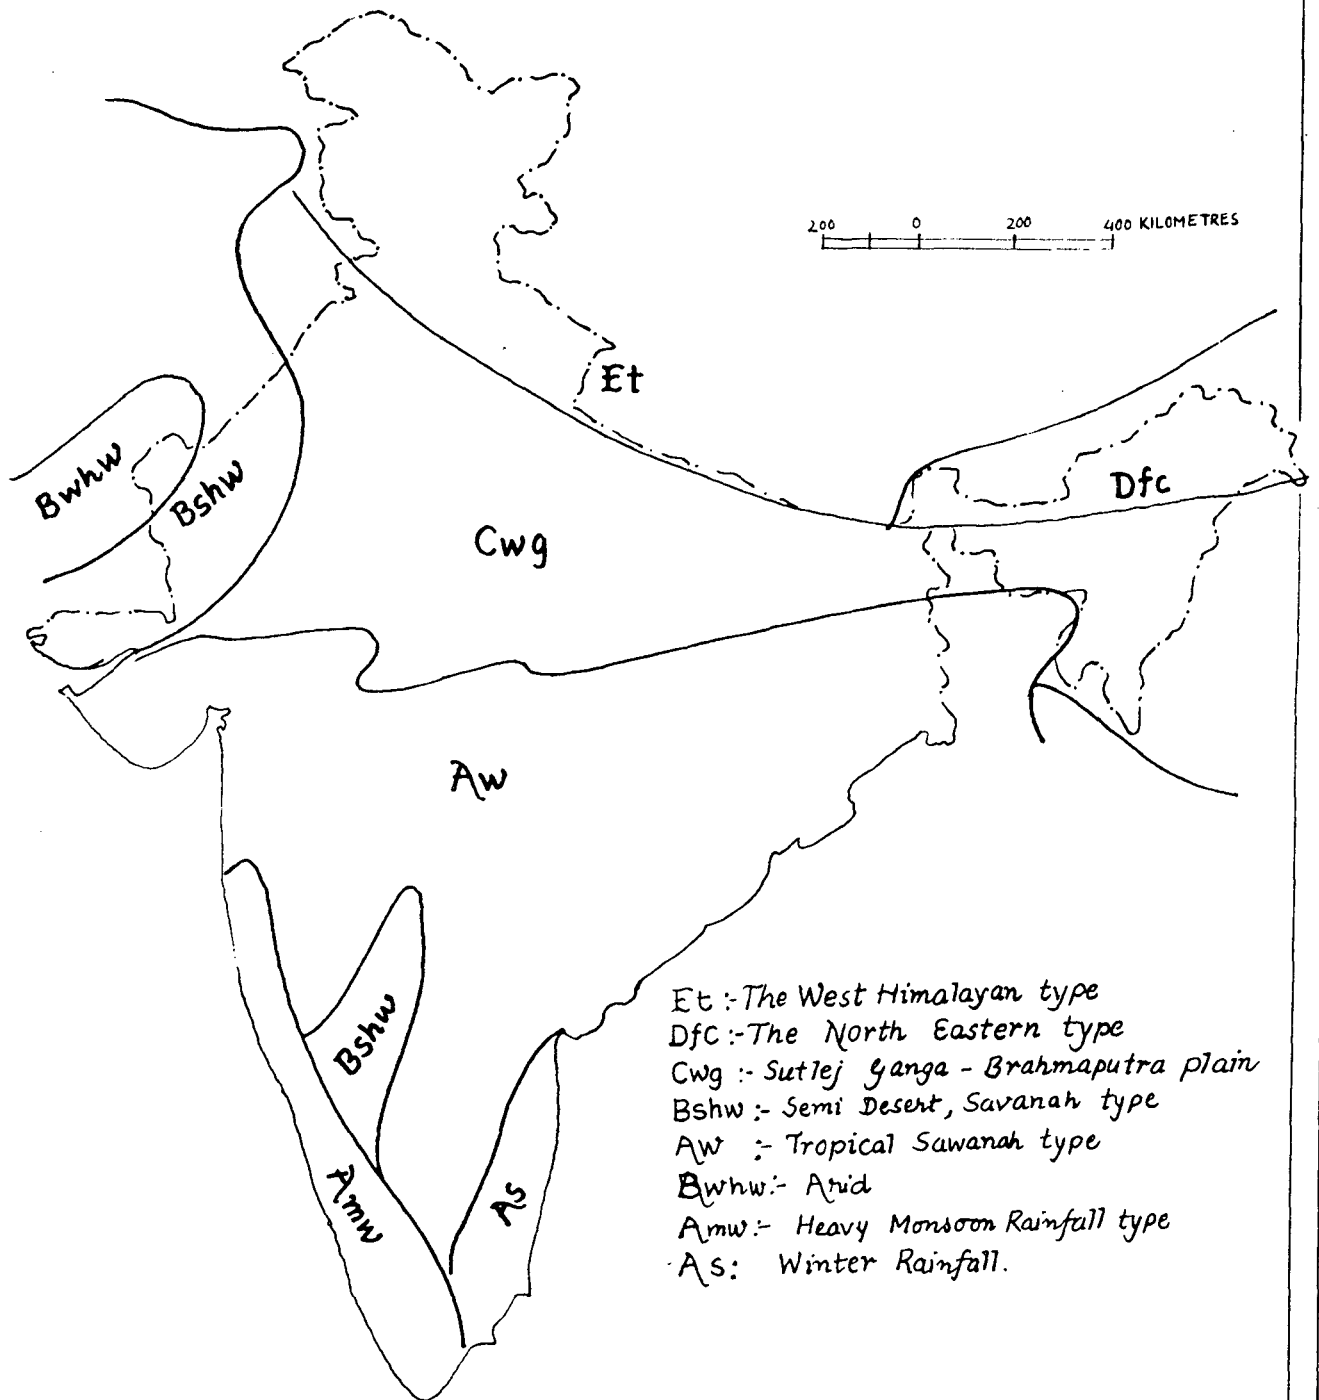 200 0 200 400 KILOMETRES
Et
Dfc
Bwhw
Bshw
Cwg
Aw
Bshw
Amw
As
Et :- The West Himalayan type
DfC :- The North Eastern type
Cwg :- Sutlej Ganga - Brahmaputra plain
Bshw :- Semi Desert, Savanah type
AW :- Tropical Sawanah type
Bwhw :- Arid
Amw :- Heavy Monsoon Rainfall type
As : Winter Rainfall.